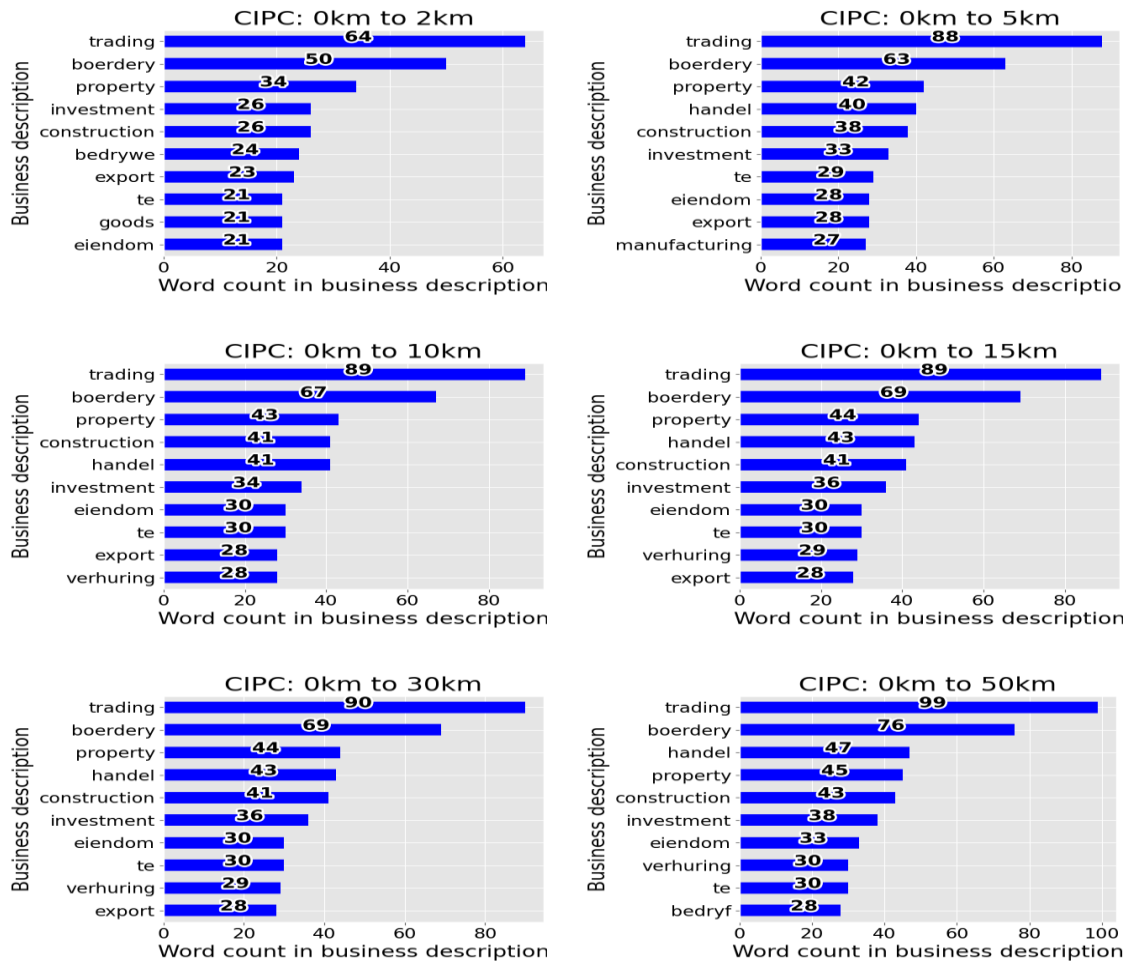 CIPC: 0km to 2km
Business description
trading 64
boerdery 50
property 34
investment 26
construction 26
bedrywe 24
export 23
te 21
goods 21
eiendom 21
0 20 40 60
Word count in business description
CIPC: 0km to 5km
Business description
trading 88
boerdery 63
property 42
handel 40
construction 38
investment 33
te 29
eiendom 28
export 28
manufacturing 27
0 20 40 60 80
Word count in business descriptio
CIPC: 0km to 10km
Business description
trading 89
boerdery 67
property 43
construction 41
handel 41
investment 34
eiendom 30
te 30
export 28
verhuring 28
0 20 40 60 80
Word count in business description
CIPC: 0km to 15km
Business description
trading 89
boerdery 69
property 44
handel 43
construction 41
investment 36
eiendom 30
te 30
verhuring 29
export 28
0 20 40 60 80
Word count in business description
CIPC: 0km to 30km
Business description
trading 90
boerdery 69
property 44
handel 43
construction 41
investment 36
eiendom 30
te 30
verhuring 29
export 28
0 20 40 60 80
Word count in business description
CIPC: 0km to 50km
Business description
trading 99
boerdery 76
handel 47
property 45
construction 43
investment 38
eiendom 33
verhuring 30
te 30
bedryf 28
0 20 40 60 80 100
Word count in business description